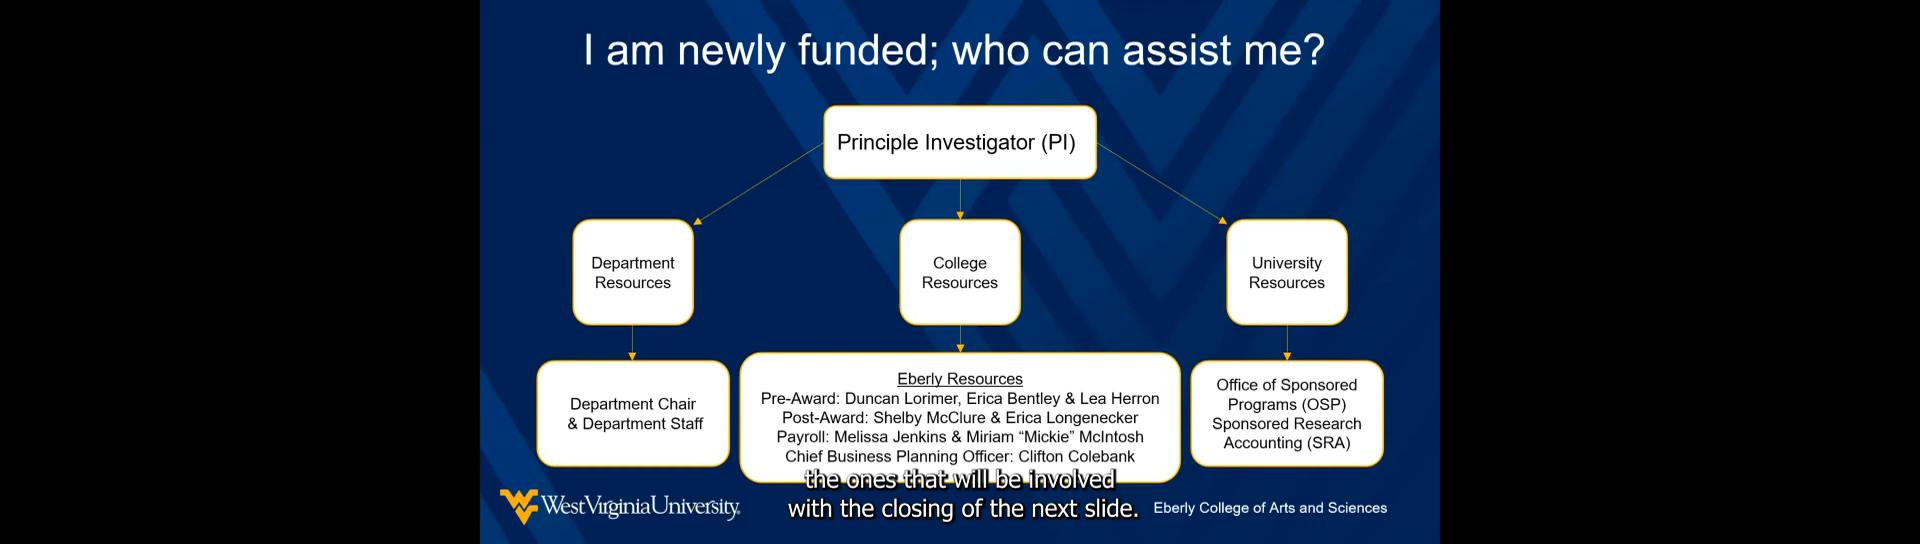 I am newly funded; who can assist me?
Principle Investigator (PI)
Department
Resources
College
Resources
University
Resources
Department Chair
& Department Staff
Eberly Resources
Pre-Award: Duncan Lorimer, Erica Bentley & Lea Herron
Post-Award: Shelby McClure & Erica Longenecker
Payroll: Melissa Jenkins & Miriam “Mickie” McIntosh
Chief Business Planning Officer: Clifton Colebank
Office of Sponsored
Programs (OSP)
Sponsored Research
Accounting (SRA)
the ones that will be involved
with the closing of the next slide.
WestVirginiaUniversity.
Eberly College of Arts and Sciences